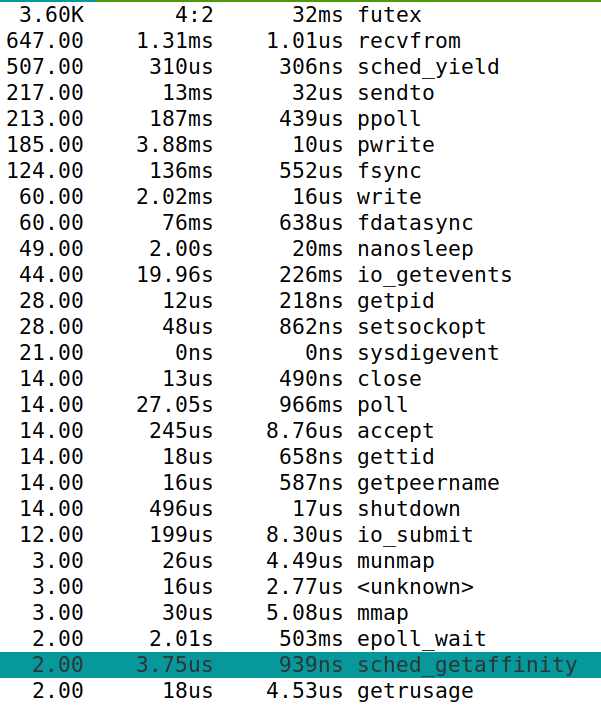 3.60K 4:2 32ms futex
647.00 1.31ms 1.01us recvfrom
507.00 310us 306ns sched_yield
217.00 13ms 32us sendto
213.00 187ms 439us ppoll
185.00 3.88ms 10us pwrite
124.00 136ms 552us fsync
60.00 2.02ms 16us write
60.00 76ms 638us fdatasync
49.00 2.00s 20ms nanosleep
44.00 19.96s 226ms io_getevents
28.00 12us 218ns getpid
28.00 48us 862ns setsockopt
21.00 0ns 0ns sysdigevent
14.00 13us 490ns close
14.00 27.05s 966ms poll
14.00 245us 8.76us accept
14.00 18us 658ns gettid
14.00 16us 587ns getpeername
14.00 496us 17us shutdown
12.00 199us 8.30us io_submit
3.00 26us 4.49us munmap
3.00 16us 2.77us <unknown>
3.00 30us 5.08us mmap
2.00 2.01s 503ms epoll_wait
2.00 3.75us 939ns sched_getaffinity
2.00 18us 4.53us getrusage